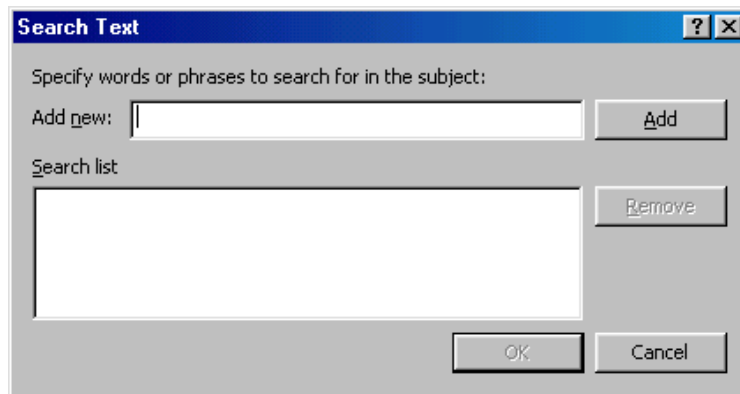 Search Text
Specify words or phrases to search for in the subject:
Add new: Add
Search list
Remove
OK Cancel